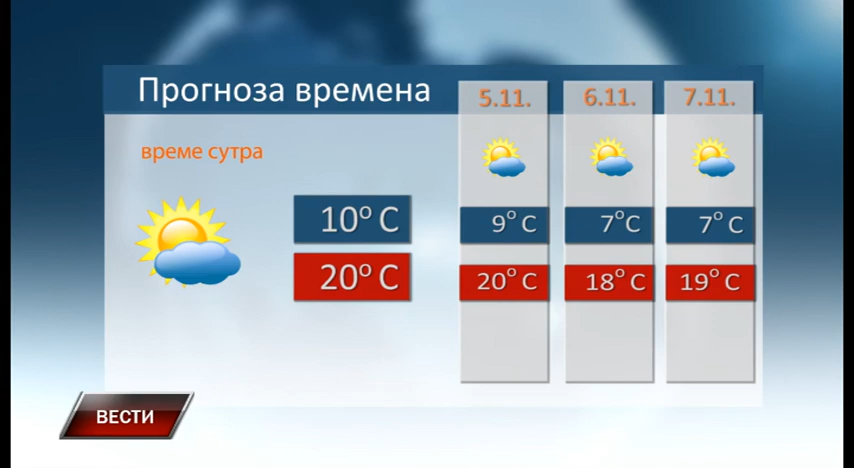 Прогноза времена
време сутра
10° C
20° C
5.11.
9° C
20° C
6.11.
7°C
18° C
7.11.
7° C
19° C
ВЕСТИ